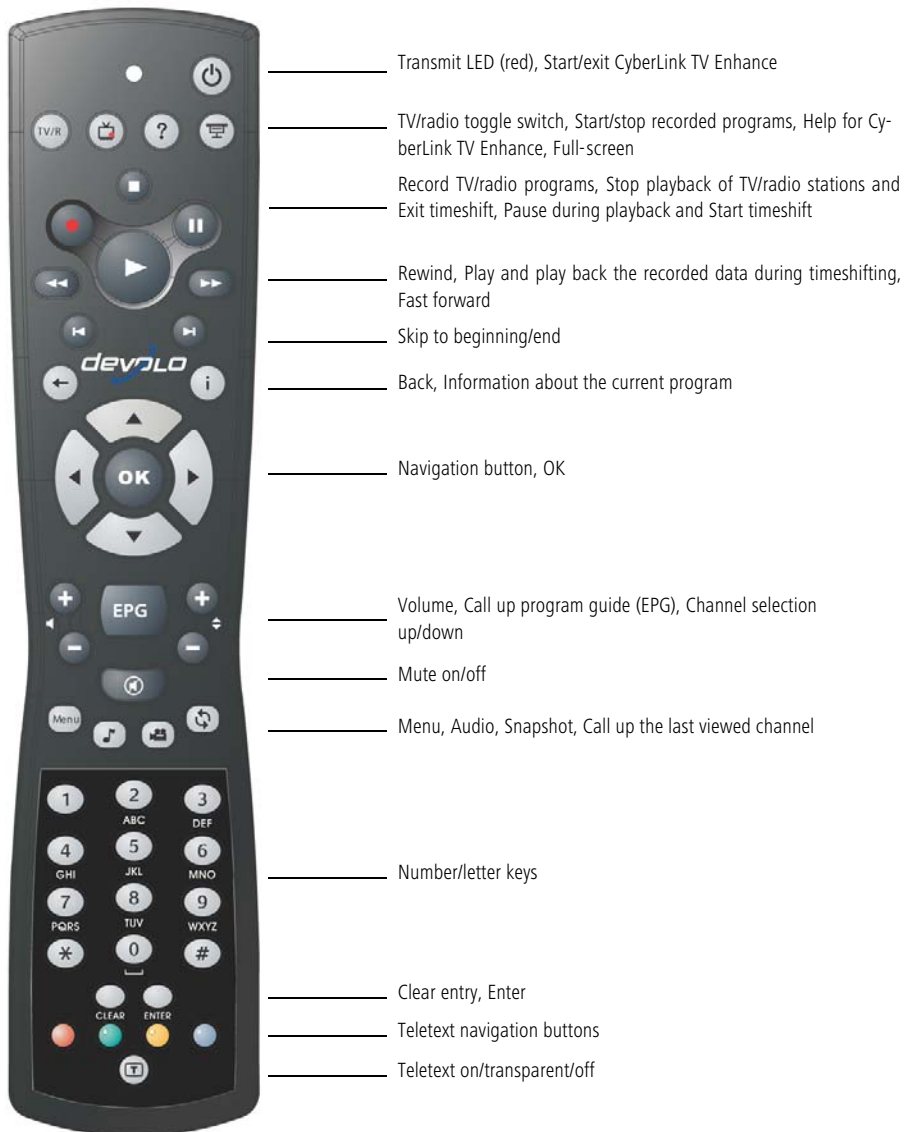 Transmit LED (red), Start/exit CyberLink TV Enhance
TV/R
?
TV/radio toggle switch, Start/stop recorded programs, Help for Cy-
berLink TV Enhance, Full-screen
Record TV/radio programs, Stop playback of TV/radio stations and
Exit timeshift, Pause during playback and Start timeshift
Rewind, Play and play back the recorded data during timeshifting,
Fast forward
Skip to beginning/end
devolo
i
Back, Information about the current program
OK
Navigation button, OK
+ EPG +
- -
Volume, Call up program guide (EPG), Channel selection
up/down
Mute on/off
Menu
Menu, Audio, Snapshot, Call up the last viewed channel
1 2 3
ABC DEF
4 5 6
GHI JKL MNO
Number/letter keys
7 8 9
PQRS TUV WXYZ
* 0 #
CLEAR ENTER
Clear entry, Enter
Teletext navigation buttons
T
Teletext on/transparent/off